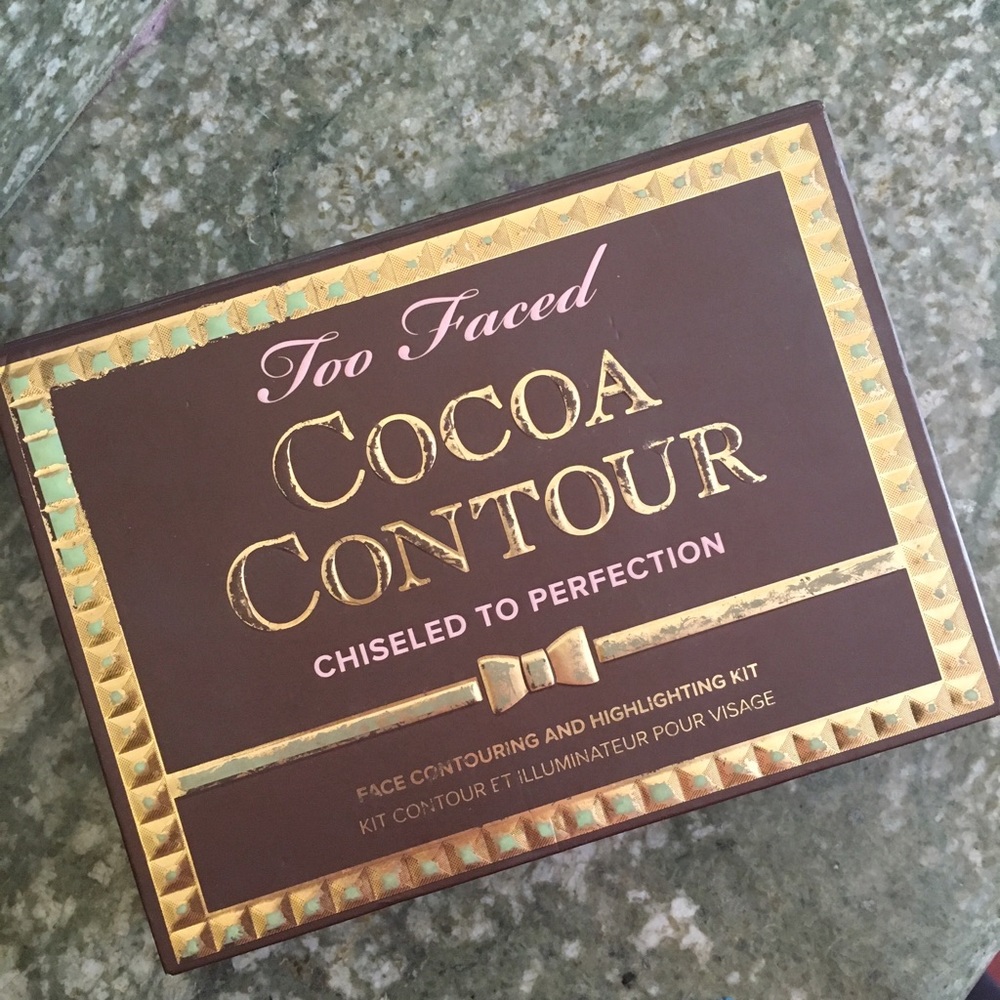 Too Faced
COCOA
CONTOUR
CHISELED TO PERFECTION
FACE CONTOURING AND HIGHLIGHTING KIT
KIT CONTOUR ET ILLUMINATEUR POUR VISAGE